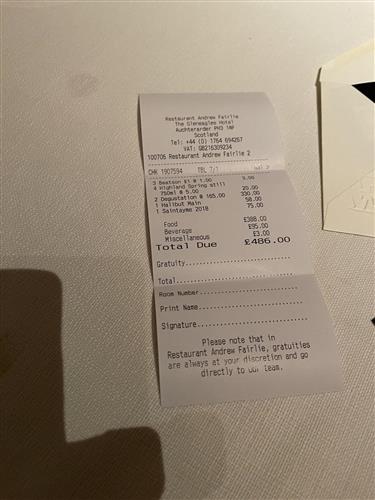 Restaurant Andrew Fairlie
The Gleneagles Hotel
Auchterarder PH3 1NF
Scotland
Tel: +44 (0) 1764 694267
VAT: GB216309234
100706 Restaurant Andrew Fairlie 2
CHK 1907594 TBL 7/1
3 Beatson £1 @ 1.00 3.00
4 Highland Spring still
750ml @ 5.00 20.00
2 Degustation @ 165.00 330.00
1 Halibut Main 58.00
1 Saintayme 2018 75.00
Food £388.00
Beverage £95.00
Miscellaneous £3.00
Total Due £486.00
Gratuity
Total
Room Number
Print Name
Signature
Please note that in
Restaurant Andrew Fairlie, gratuities
are always at your discretion and go
directly to our team.